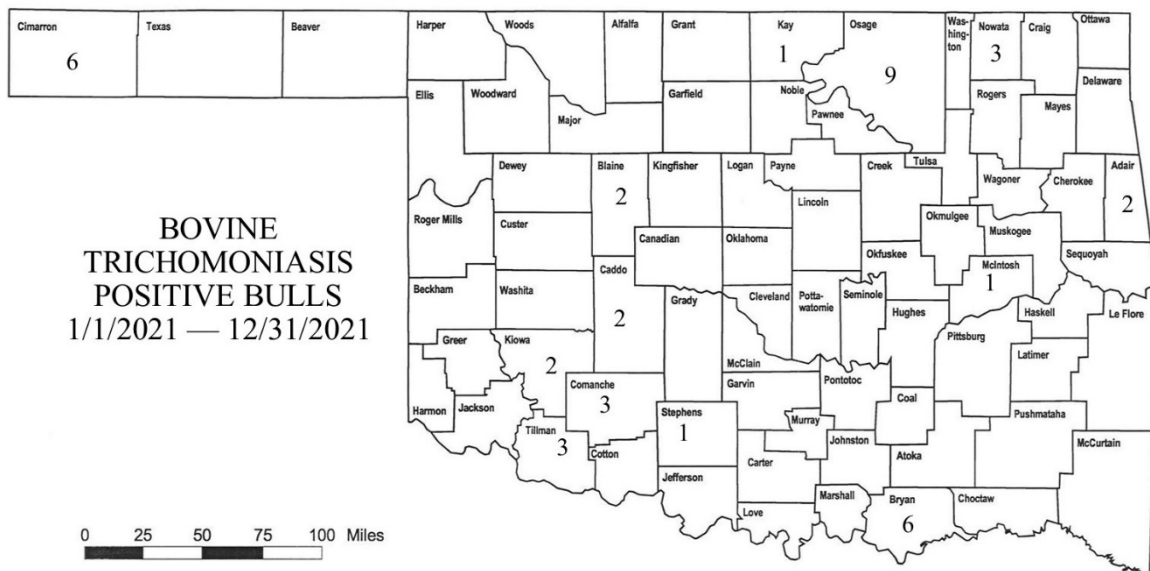 Cimarron
6
Texas
Beaver
Harper
Woods
Alfalfa
Grant
Kay
1
Osage
9
Wash-
ing-
ton
Nowata
3
Craig
Ottawa
Ellis
Woodward
Major
Garfield
Noble
Pawnee
Rogers
Mayes
Delaware
Dewey
Blaine
2
Kingfisher
Logan
Payne
Creek
Tulsa
Wagoner
Cherokee
Adair
2
Roger Mills
Custer
Canadian
Oklahoma
Lincoln
Okmulgee
Muskogee
Okfuskee
McIntosh
1
Sequoyah
BOVINE
TRICHOMONIASIS
POSITIVE BULLS
1/1/2021 — 12/31/2021
Beckham
Washita
Caddo
2
Grady
Cleveland
Potta-
watomie
Seminole
Hughes
Haskell
Le Flore
Greer
Kiowa
2
McClain
Pittsburg
Latimer
Harmon
Jackson
Comanche
3
Garvin
Pontotoc
Coal
Pushmataha
Tillman
3
Stephens
1
Murray
Johnston
Atoka
McCurtain
Cotton
Carter
Jefferson
Marshall
Bryan
6
Choctaw
Love
0 25 50 75 100 Miles